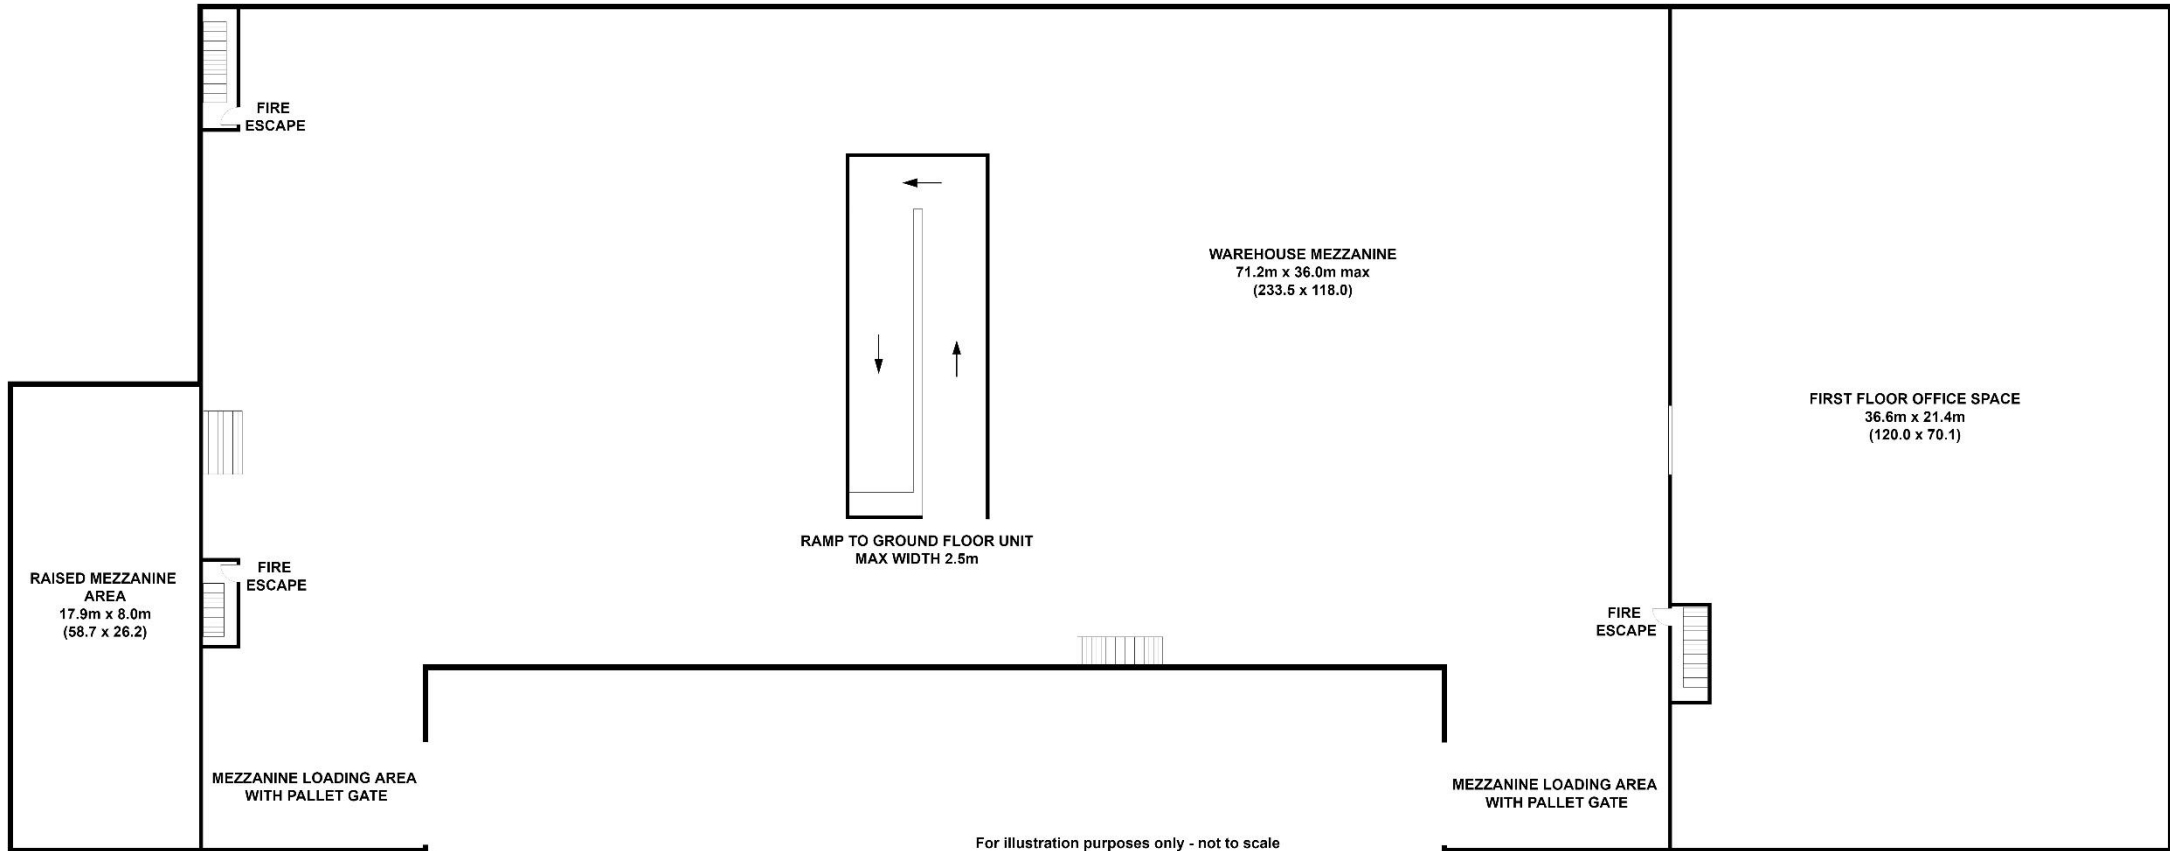 FIRE
ESCAPE
WAREHOUSE MEZZANINE
71.2m x 36.0m max
(233.5 x 118.0)
FIRST FLOOR OFFICE SPACE
36.6m x 21.4m
(120.0 x 70.1)
RAMP TO GROUND FLOOR UNIT
MAX WIDTH 2.5m
FIRE
ESCAPE
RAISED MEZZANINE
AREA
17.9m x 8.0m
(58.7 x 26.2)
FIRE
ESCAPE
MEZZANINE LOADING AREA
WITH PALLET GATE
MEZZANINE LOADING AREA
WITH PALLET GATE
For illustration purposes only - not to scale